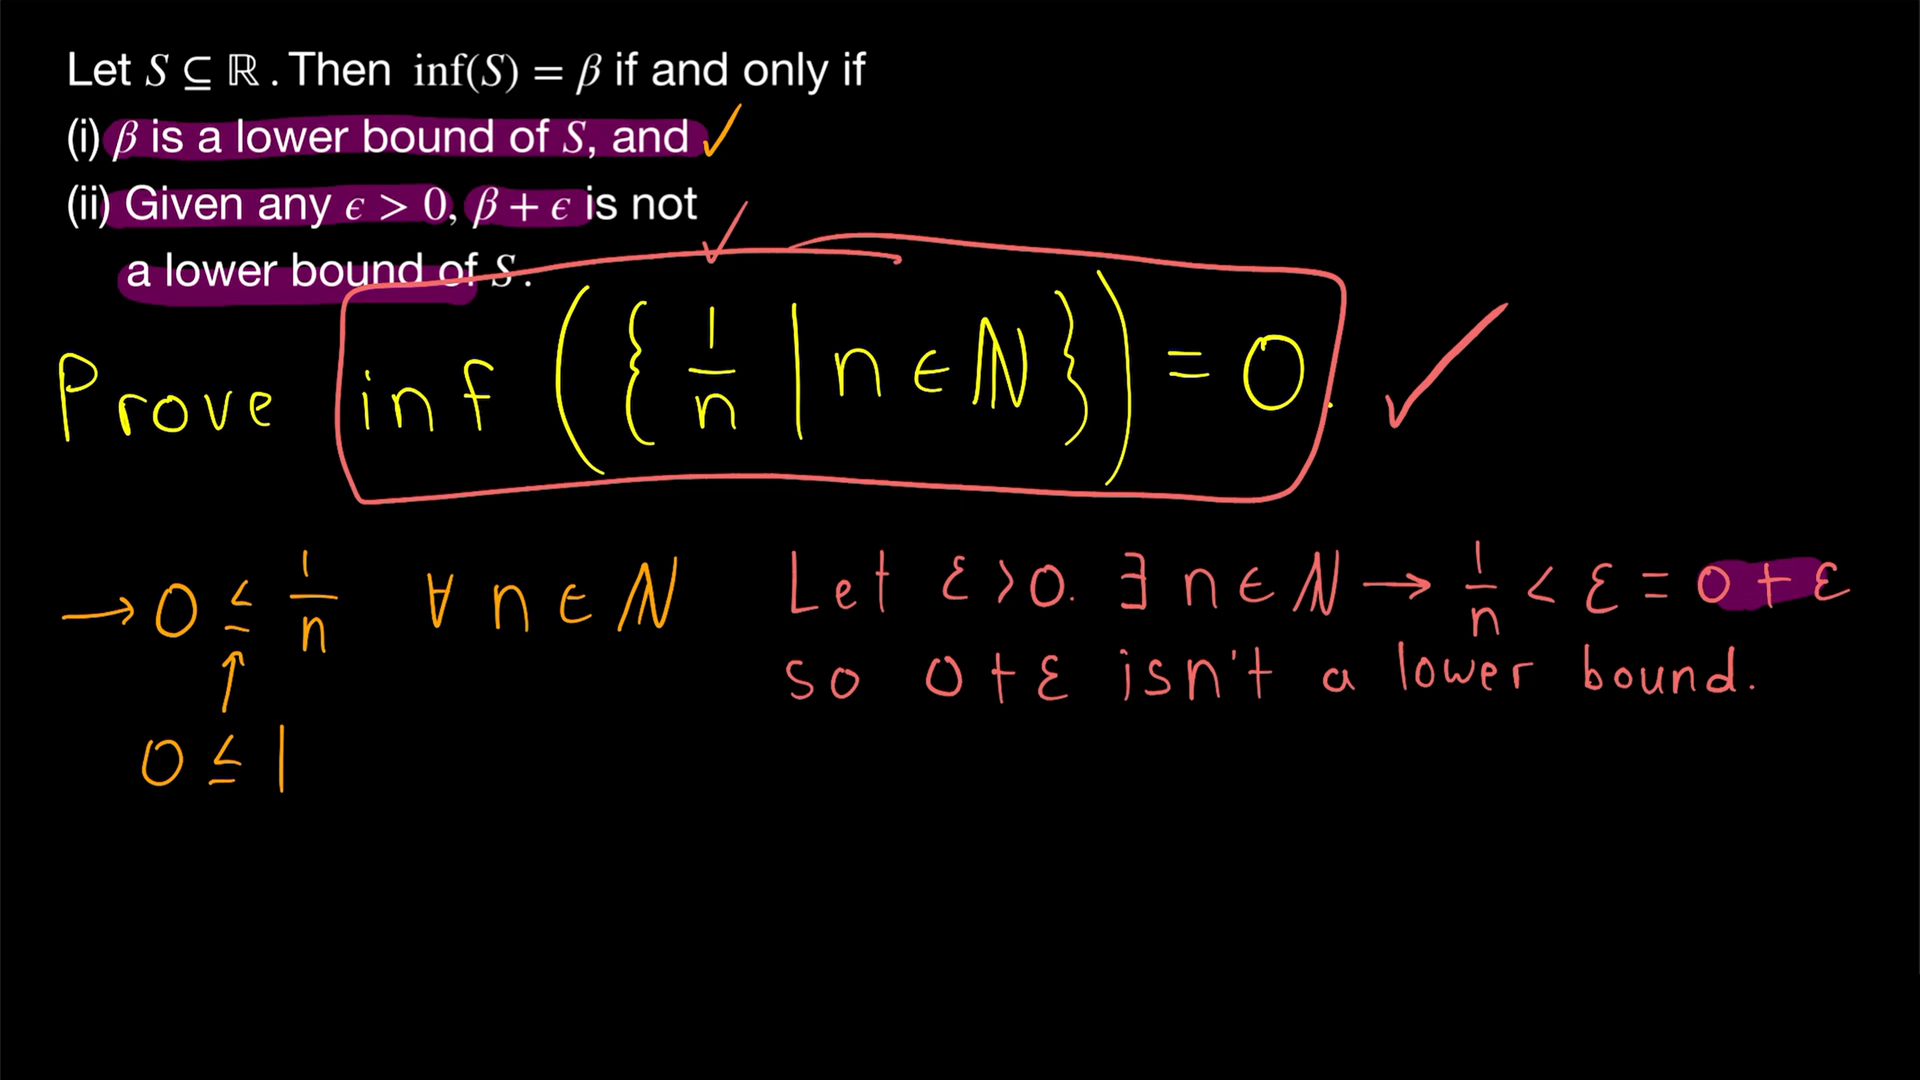 Let S ⊆ ℝ. Then inf(S) = β if and only if
(i) β is a lower bound of S, and ✓
(ii) Given any ϵ > 0, β + ϵ is not
a lower bound of S. ✓
Prove inf({1/n | n ∈ ℕ}) = 0. ✓
→ 0 ≤ 1/n ∀ n ∈ ℕ
↑
0 ≤ 1
Let ε > 0. ∃ n ∈ ℕ → 1/n < ε = 0 + ε
so 0 + ε isn't a lower bound.